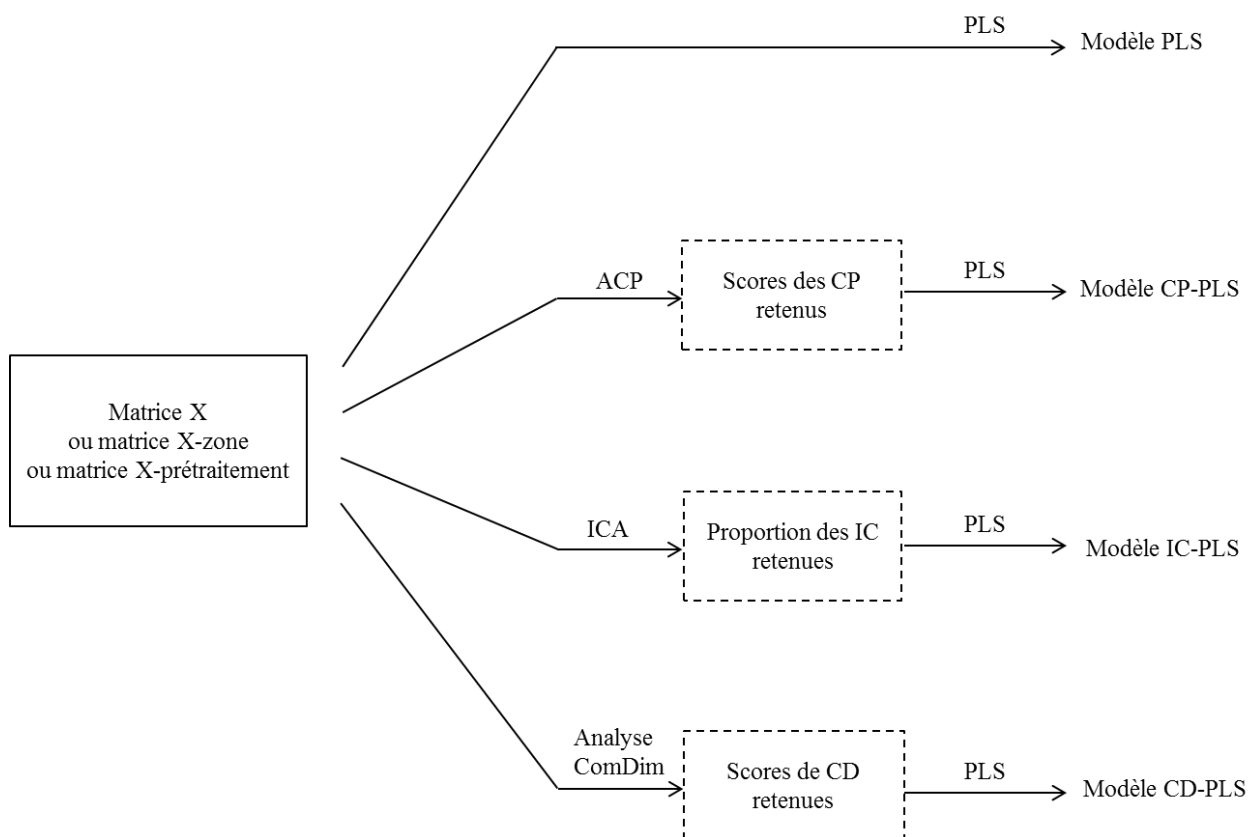 PLS
Modèle PLS
ACP
Scores des CP
retenus
PLS
Modèle CP-PLS
Matrice X
ou matrice X-zone
ou matrice X-prétraitement
ICA
Proportion des IC
retenues
PLS
Modèle IC-PLS
Analyse
ComDim
Scores de CD
retenues
PLS
Modèle CD-PLS